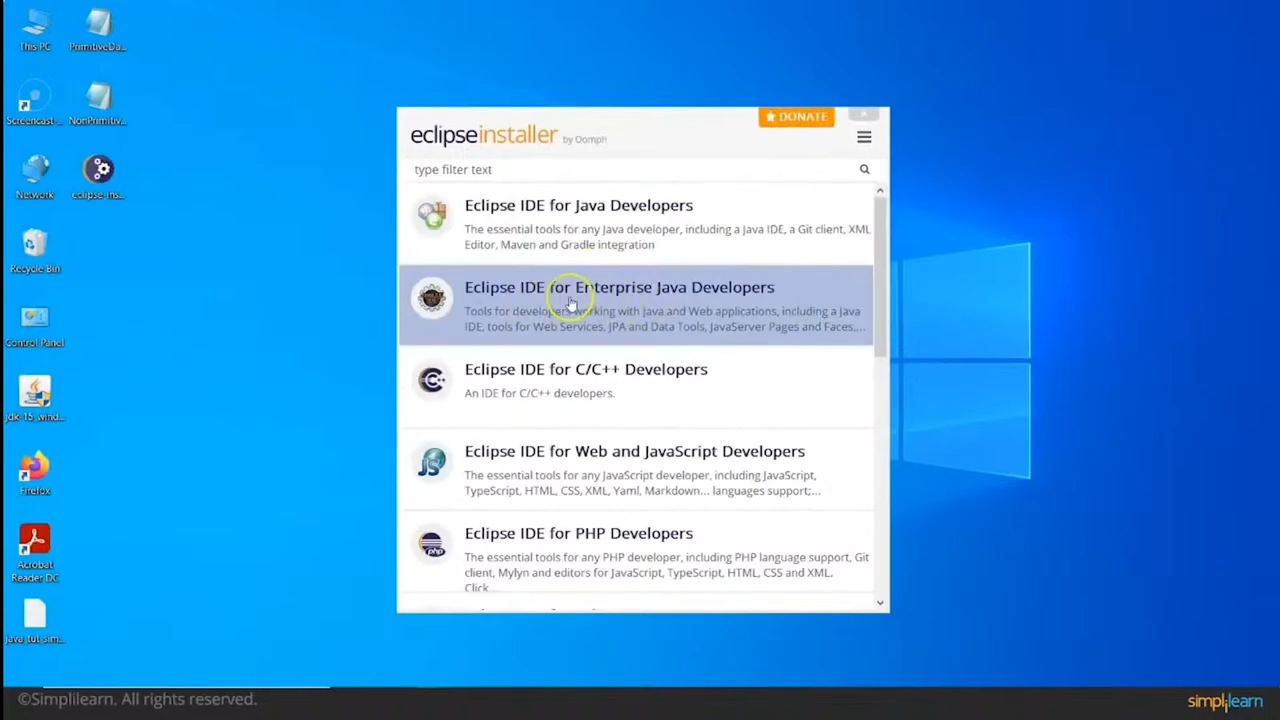 This PC
PrimitiveDa...
Screencast-...
NonPrimitiv...
Network
eclipse-ins...
Recycle Bin
Control Panel
jdk-15_wind...
Firefox
Acrobat
Reader DC
java_tut_sim...
DONATE
eclipseinstaller by Oomph
type filter text
Eclipse IDE for Java Developers
The essential tools for any Java developer, including a Java IDE, a Git client, XML
Editor, Maven and Gradle integration
Eclipse IDE for Enterprise Java Developers
Tools for developers working with Java and Web applications, including a Java
IDE, tools for Web Services, JPA and Data Tools, JavaServer Pages and Faces,...
Eclipse IDE for C/C++ Developers
An IDE for C/C++ developers.
Eclipse IDE for Web and JavaScript Developers
The essential tools for any JavaScript developer, including JavaScript,
TypeScript, HTML, CSS, XML, Yaml, Markdown... languages support;...
JS
Eclipse IDE for PHP Developers
The essential tools for any PHP developer, including PHP language support, Git
client, Mylyn and editors for JavaScript, TypeScript, HTML, CSS and XML.
Click...
php
©Simplilearn. All rights reserved.
simplilearn